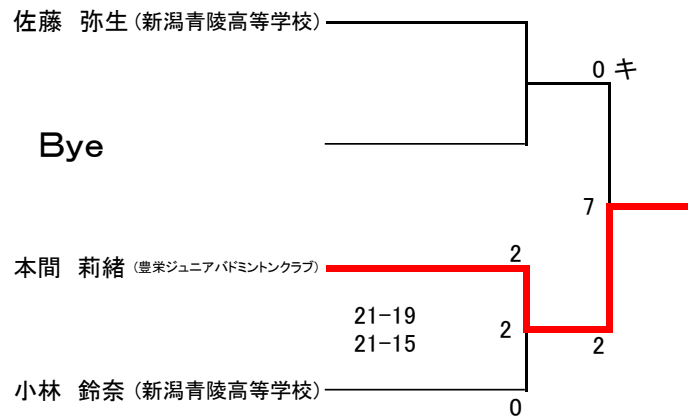 佐藤 弥生 (新潟青陵高等学校)
0 キ
Bye
7
2
本間 莉緒 (豊栄ジュニアバドミントンクラブ)
21-19
2
21-15
2
小林 鈴奈 (新潟青陵高等学校)
0